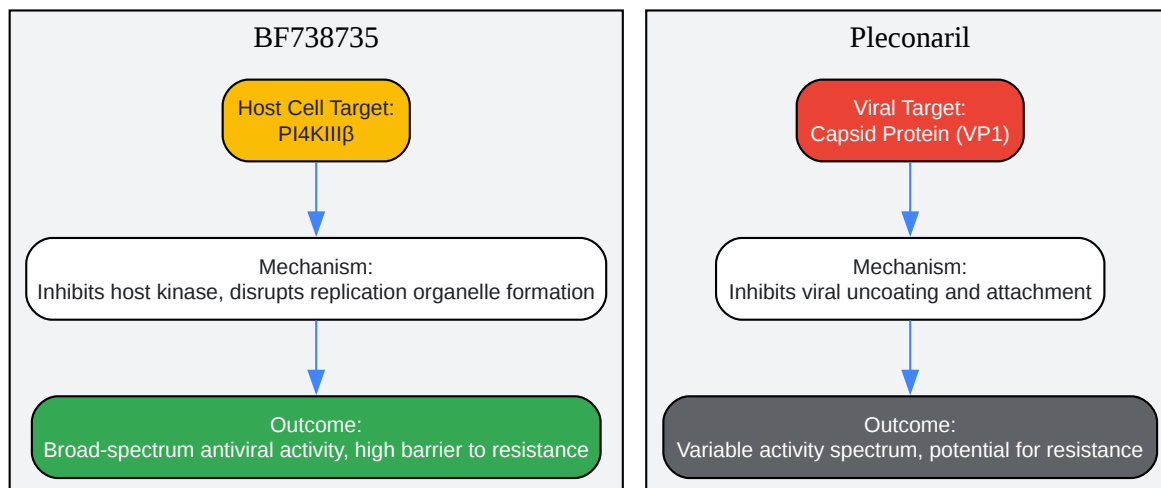 BF738735
Host Cell Target:
PI4KIIIβ
Mechanism:
Inhibits host kinase, disrupts replication organelle formation
Outcome:
Broad-spectrum antiviral activity, high barrier to resistance
Pleconaril
Viral Target:
Capsid Protein (VP1)
Mechanism:
Inhibits viral uncoating and attachment
Outcome:
Variable activity spectrum, potential for resistance